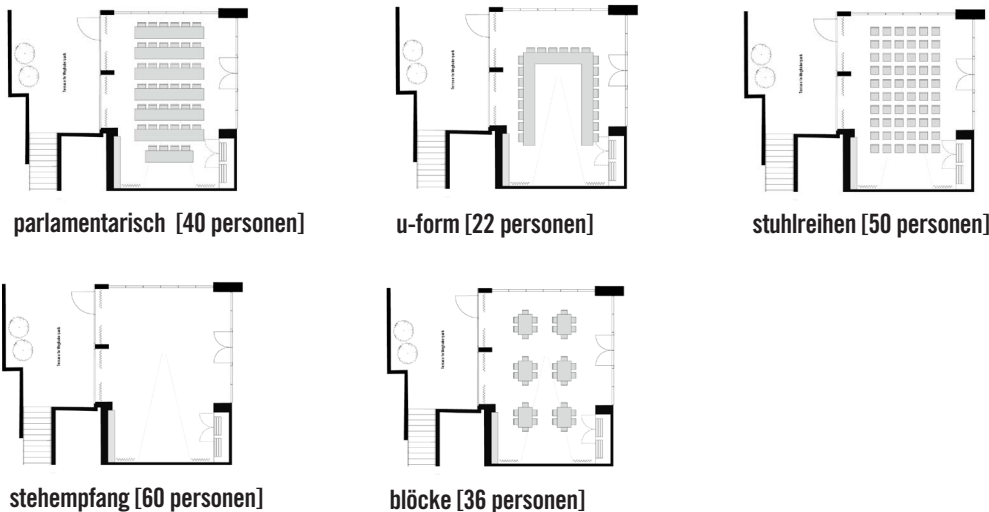 parlamentarisch [40 personen]
u-form [22 personen]
stuhlreihen [50 personen]
stehempfang [60 personen]
blöcke [36 personen]